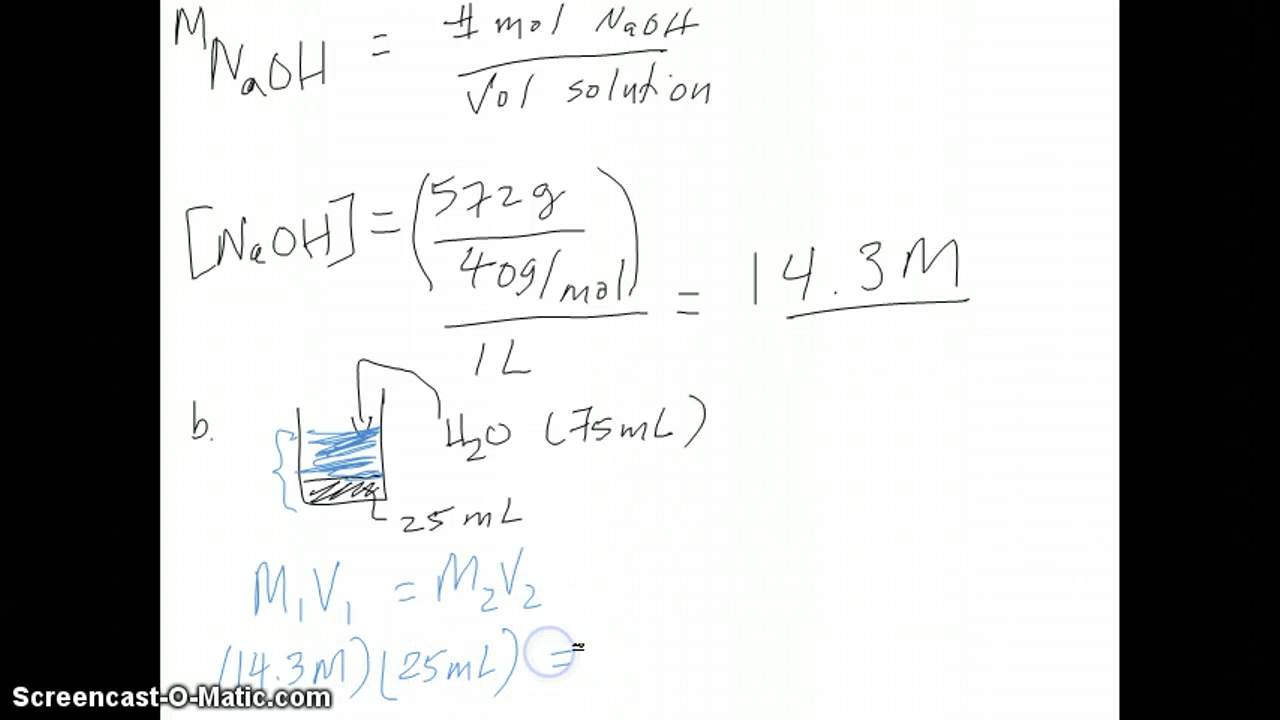 M NaOH = # mol NaOH
Vol solution
[NaOH] = (572g
40g/mol)
1L
= 14.3M
b. H2O (75mL)
25mL
M1V1 = M2V2
(14.3M)(25mL) =
Screencast-O-Matic.com